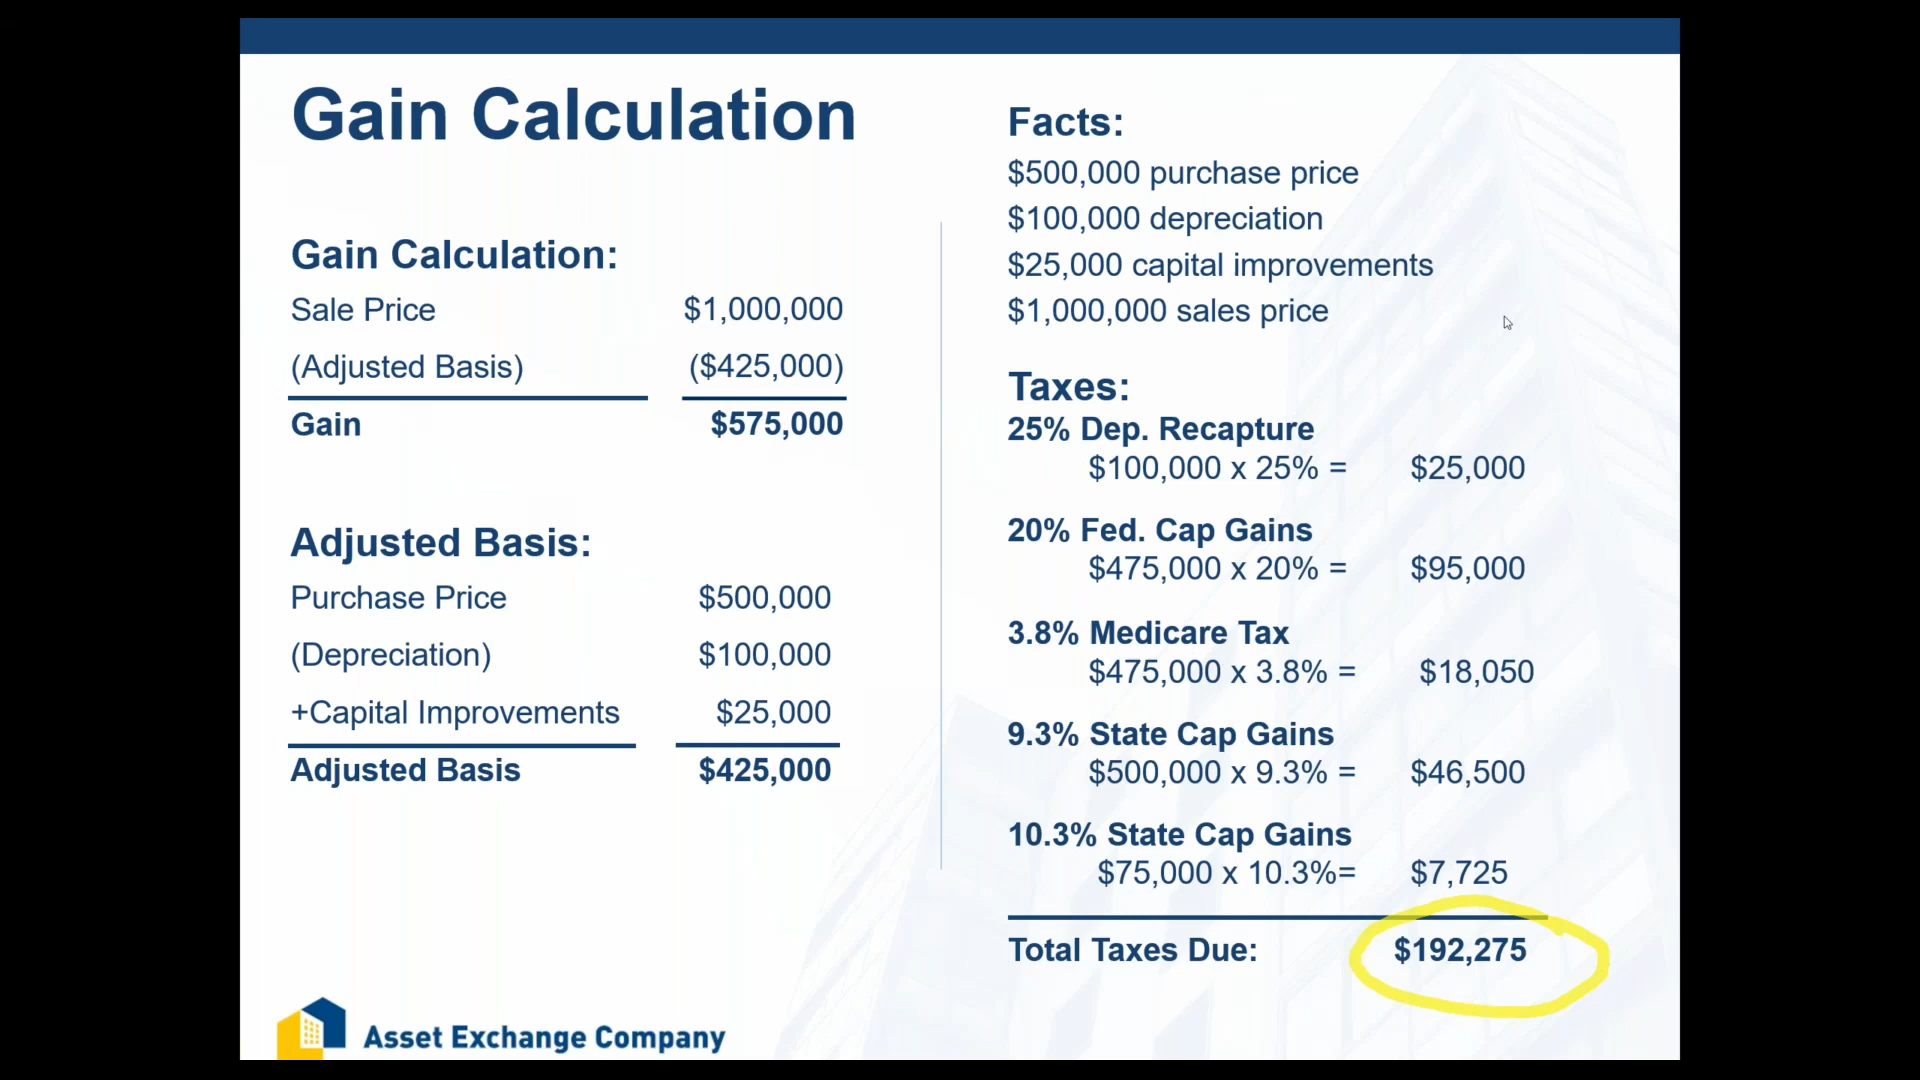 Gain Calculation
Gain Calculation:
Sale Price $1,000,000
(Adjusted Basis) ($425,000)
Gain $575,000
Adjusted Basis:
Purchase Price $500,000
(Depreciation) $100,000
+Capital Improvements $25,000
Adjusted Basis $425,000
Facts:
$500,000 purchase price
$100,000 depreciation
$25,000 capital improvements
$1,000,000 sales price
Taxes:
25% Dep. Recapture
$100,000 x 25% = $25,000
20% Fed. Cap Gains
$475,000 x 20% = $95,000
3.8% Medicare Tax
$475,000 x 3.8% = $18,050
9.3% State Cap Gains
$500,000 x 9.3% = $46,500
10.3% State Cap Gains
$75,000 x 10.3%= $7,725
Total Taxes Due: $192,275
Asset Exchange Company